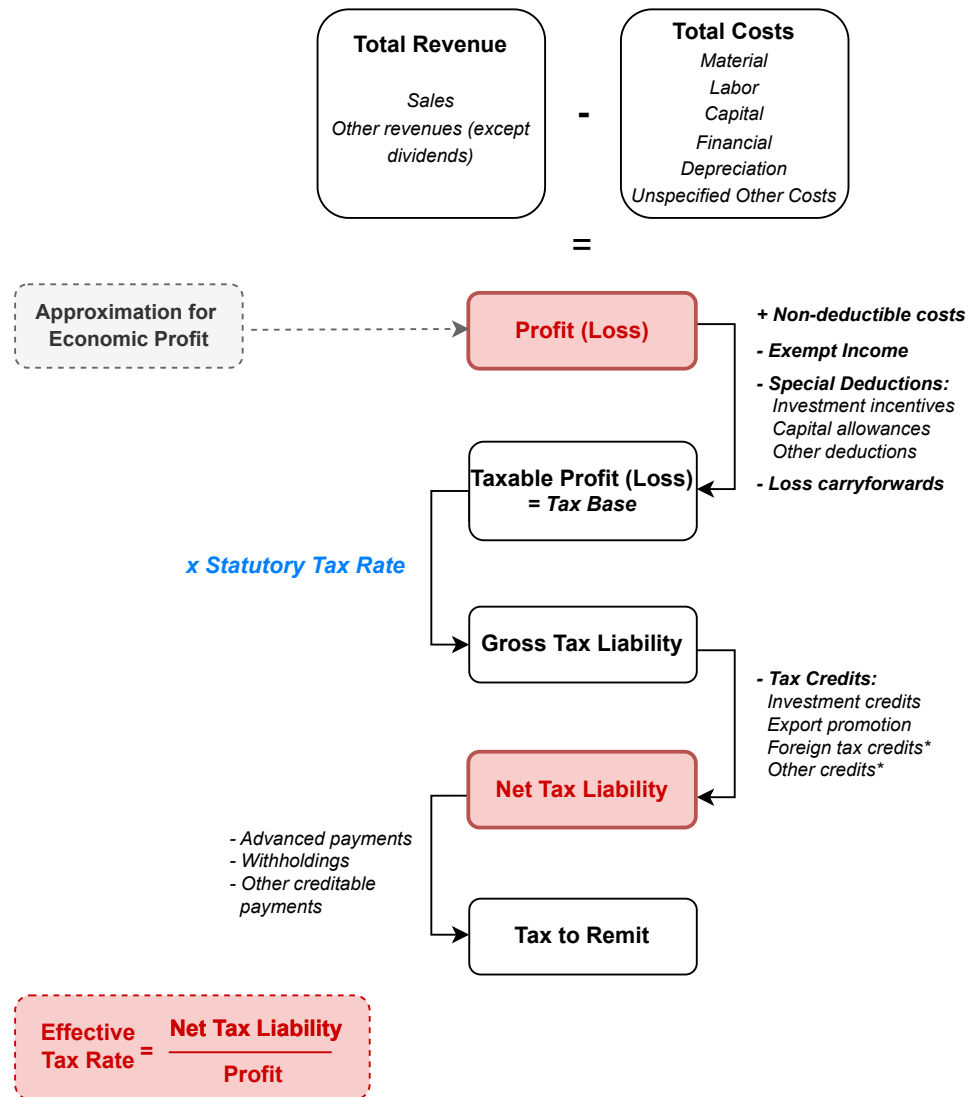 Total Revenue
Sales
Other revenues (except
dividends)
-
Total Costs
Material
Labor
Capital
Financial
Depreciation
Unspecified Other Costs
=
Approximation for
Economic Profit
Profit (Loss)
+ Non-deductible costs
- Exempt Income
- Special Deductions:
Investment incentives
Capital allowances
Other deductions
- Loss carryforwards
Taxable Profit (Loss)
= Tax Base
x Statutory Tax Rate
Gross Tax Liability
- Tax Credits:
Investment credits
Export promotion
Foreign tax credits*
Other credits*
Net Tax Liability
- Advanced payments
- Withholdings
- Other creditable
payments
Tax to Remit
Effective
Tax Rate
=
Net Tax Liability
Profit